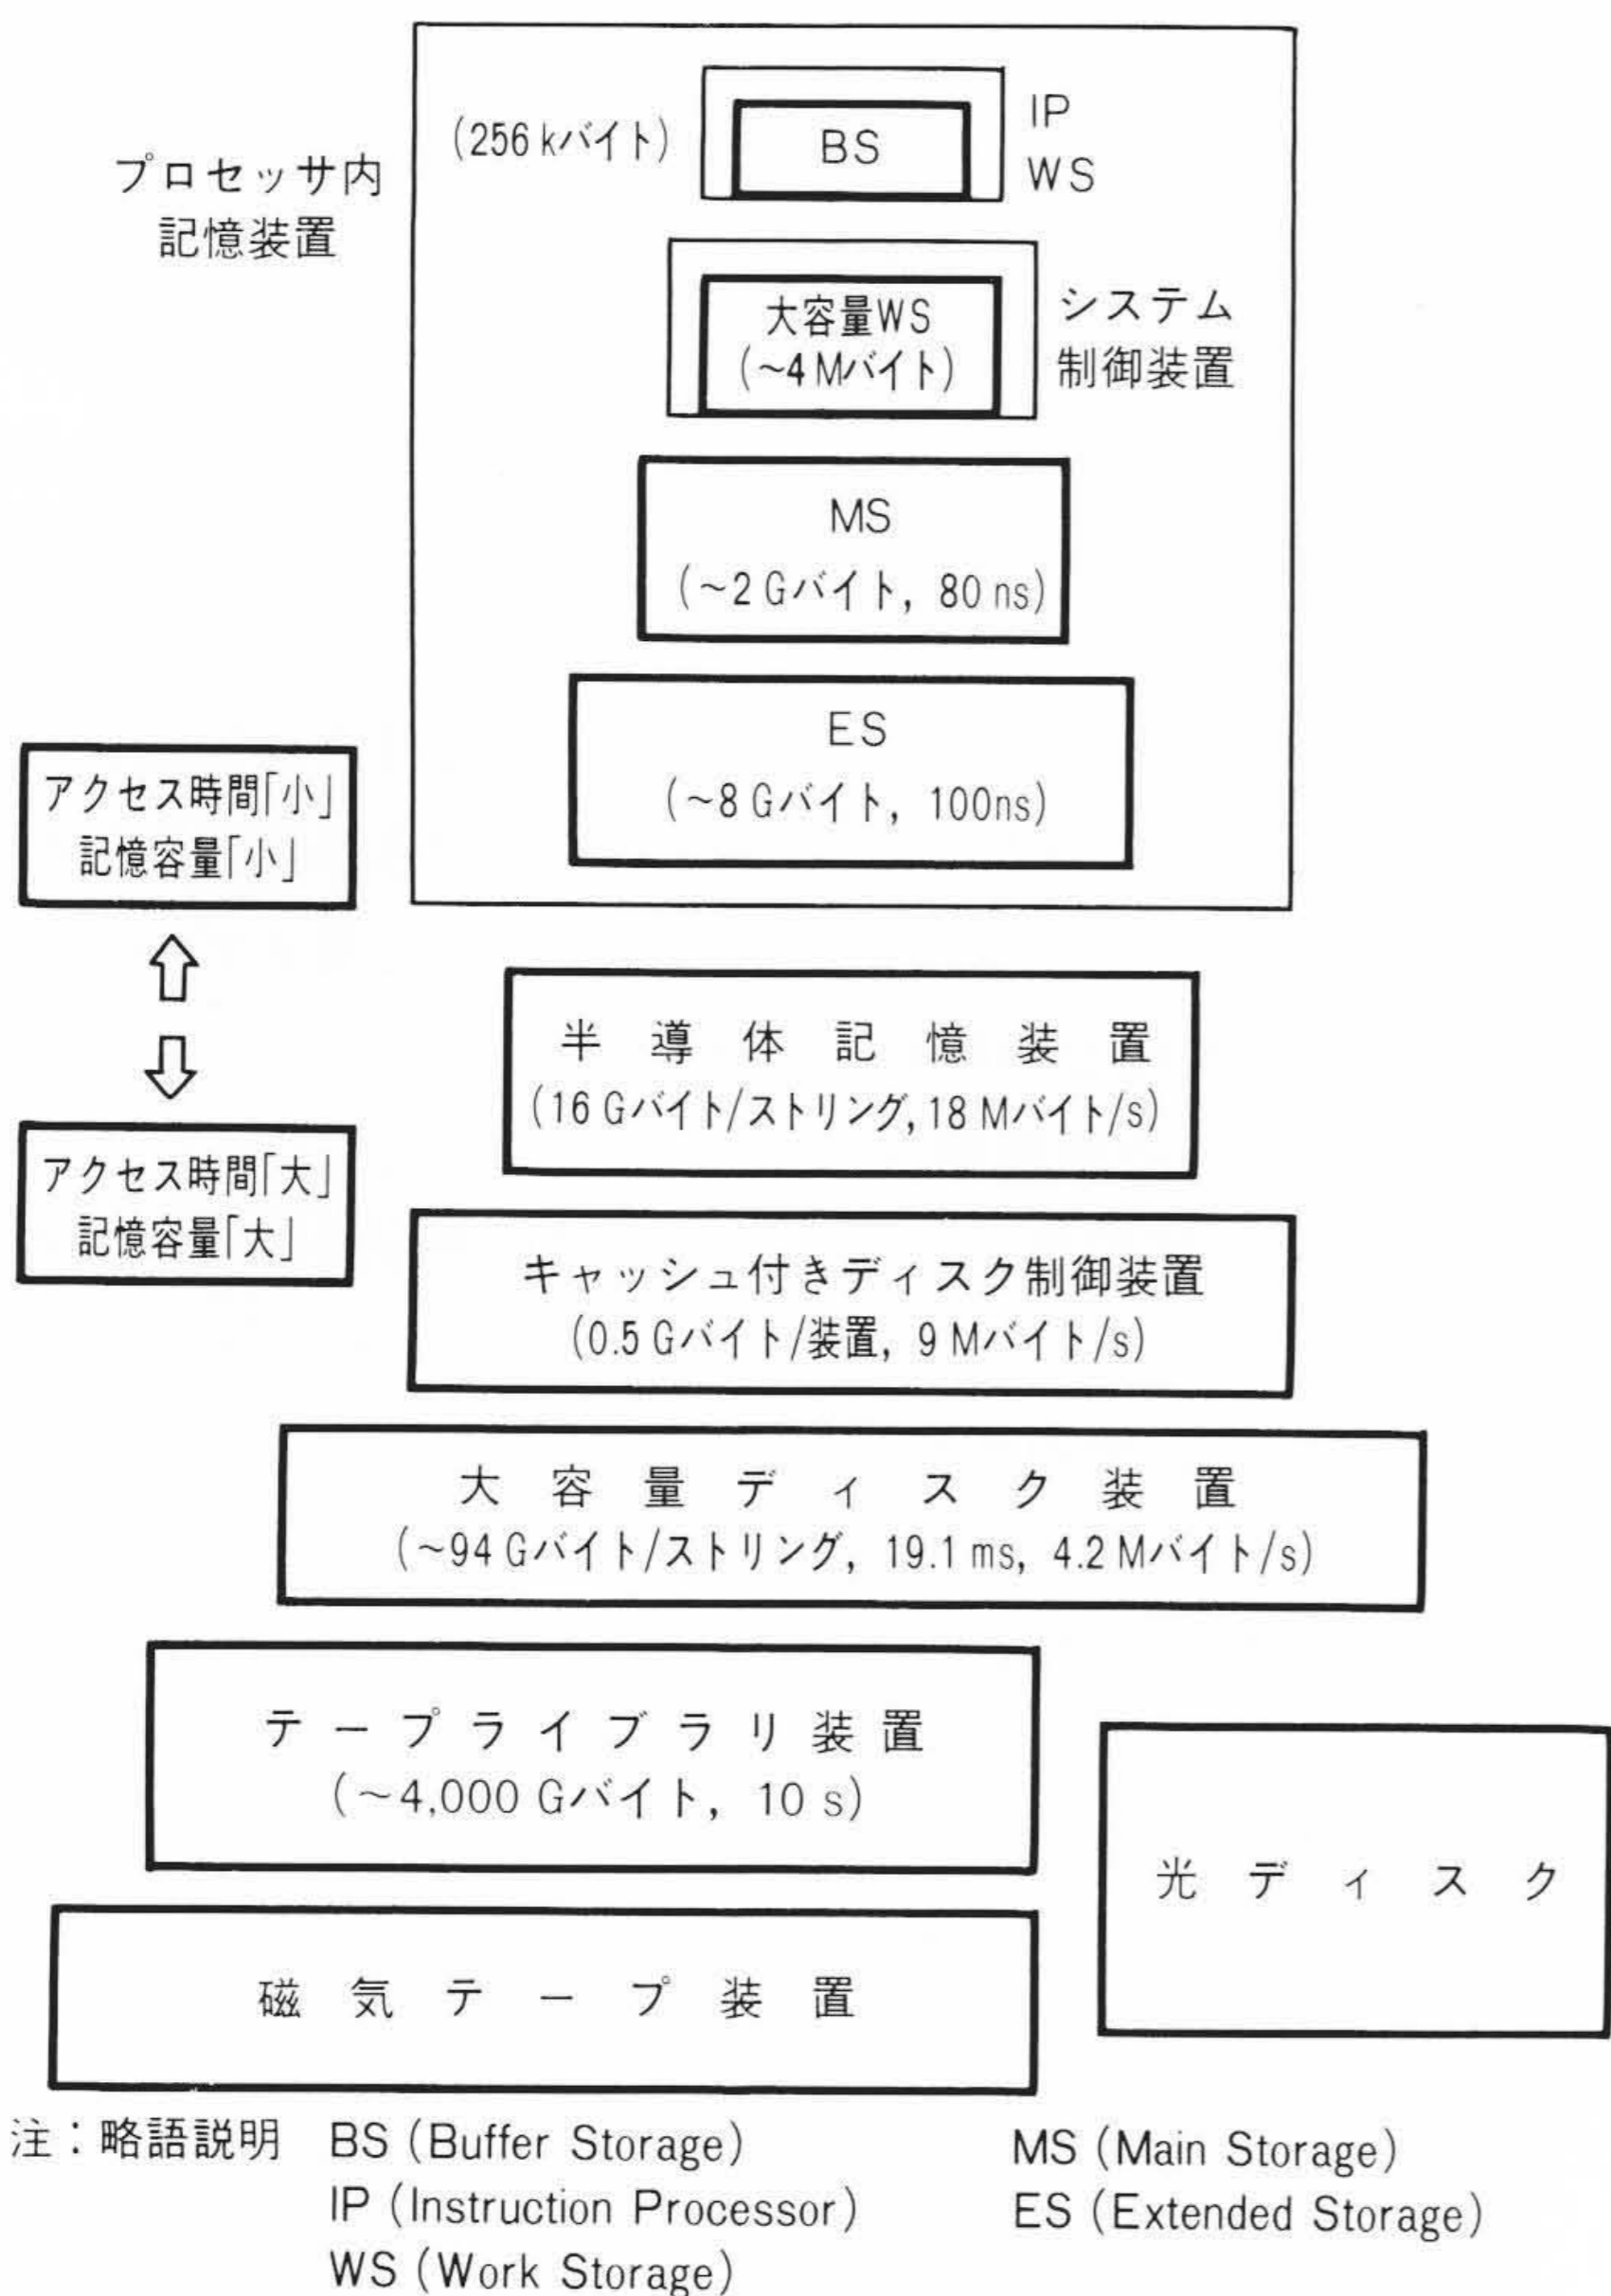 プロセッサ内
記憶装置
(256 kバイト)
BS
IP
WS
大容量WS
(~4 Mバイト)
システム
制御装置
MS
(~2 Gバイト, 80 ns)
ES
(~8 Gバイト, 100ns)
アクセス時間「小」
記憶容量「小」
アクセス時間「大」
記憶容量「大」
半導体記憶装置
(16 Gバイト/ストリング, 18 Mバイト/s)
キャッシュ付きディスク制御装置
(0.5 Gバイト/装置, 9 Mバイト/s)
大容量ディスク装置
(~94 Gバイト/ストリング, 19.1 ms, 4.2 Mバイト/s)
テープライブラリ装置
(~4,000 Gバイト, 10 s)
光ディスク
磁気テープ装置
注：略語説明 BS (Buffer Storage) MS (Main Storage)
IP (Instruction Processor) ES (Extended Storage)
WS (Work Storage)